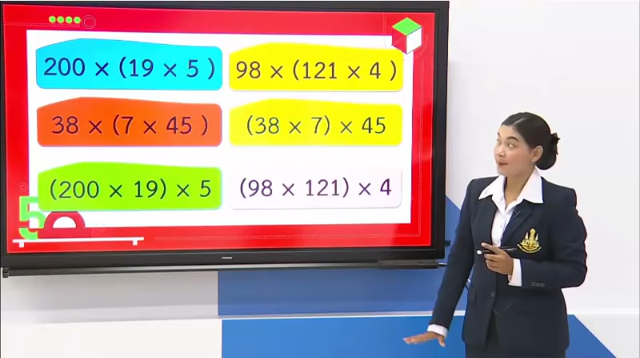 200 × (19 × 5 )
98 × (121 × 4 )
38 × (7 × 45 )
(38 × 7) × 45
(200 × 19) × 5
(98 × 121) × 4